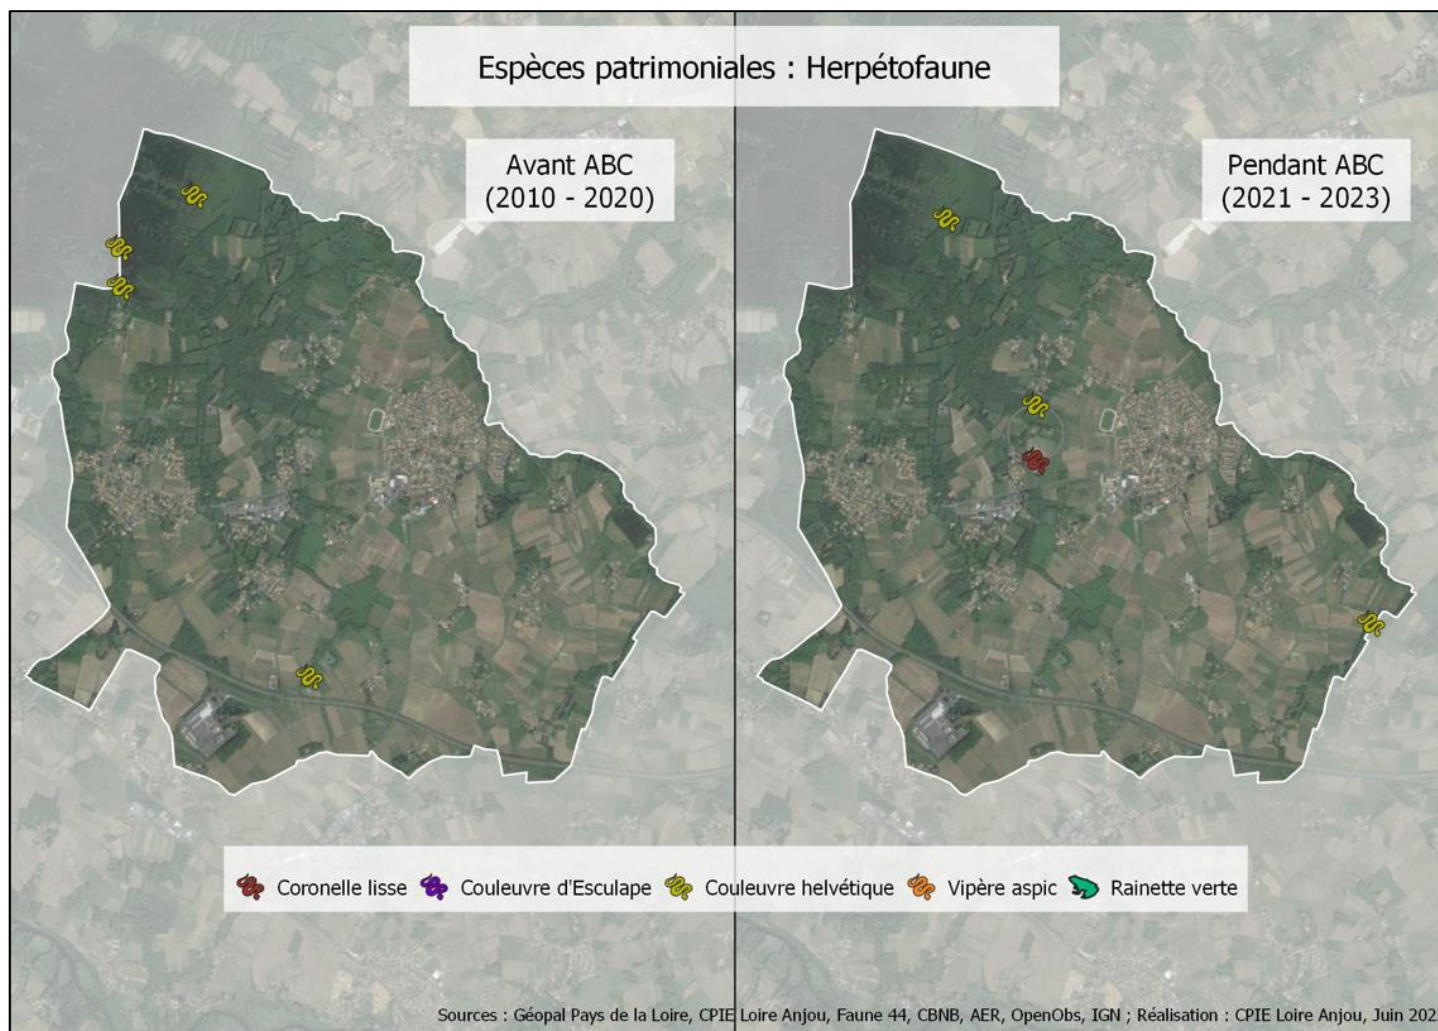 Espèces patrimoniales : Herpétofaune
Avant ABC
(2010 - 2020)
Pendant ABC
(2021 - 2023)
Coronelle lisse
Couleuvre d'Esculape
Couleuvre helvétique
Vipère aspic
Rainette verte
Sources : Géopal Pays de la Loire, CPIE Loire Anjou, Faune 44, CBNB, AER, OpenObs, IGN ; Réalisation : CPIE Loire Anjou, Juin 202